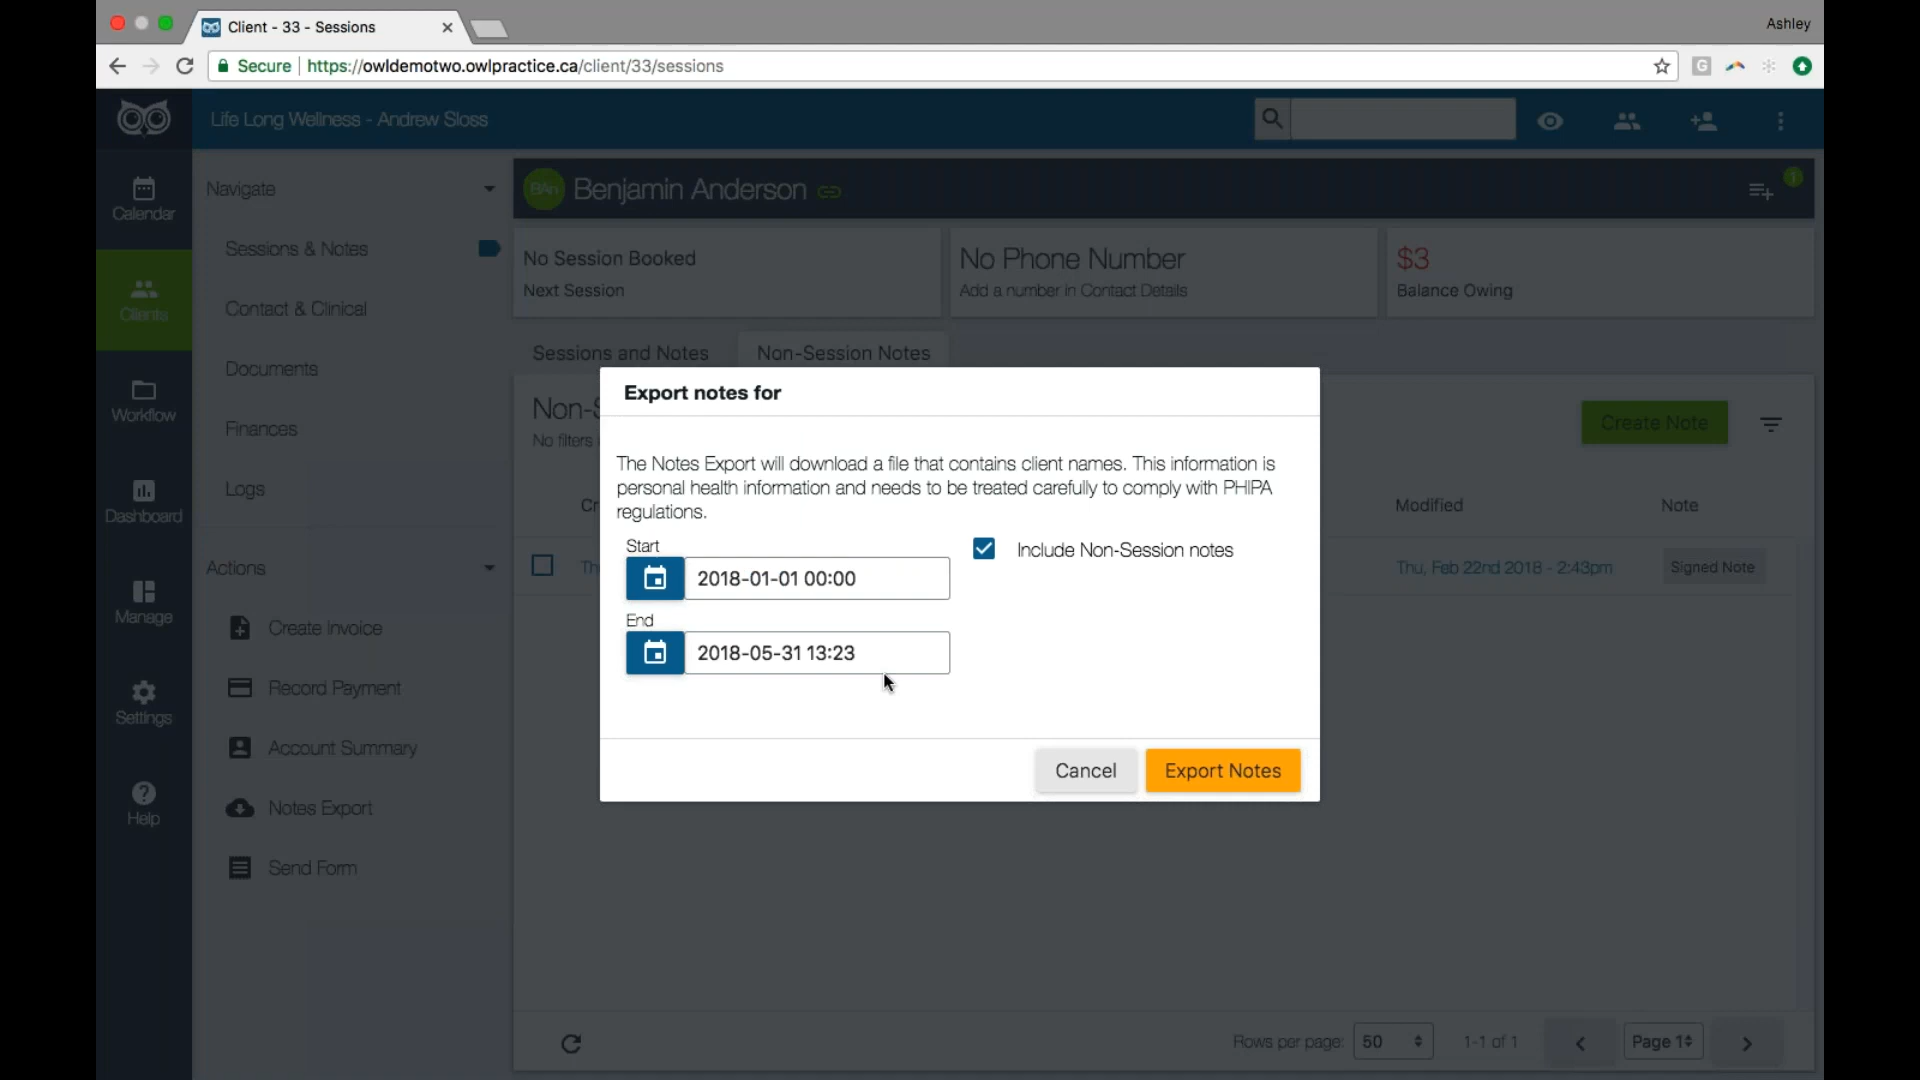 Client - 33 - Sessions
Ashley
Secure
https://owldemotwo.owlpractice.ca/client/33/sessions
G
Life Long Wellness - Andrew Sloss
Calendar
Clients
Workflow
Dashboard
Manage
Settings
Help
Navigate
Sessions & Notes
Contact & Clinical
Documents
Finances
Logs
Actions
Create Invoice
Record Payment
Account Summary
Notes Export
Send Form
BAn
Benjamin Anderson
1
No Session Booked
Next Session
No Phone Number
Add a number in Contact Details
$3
Balance Owing
Sessions and Notes
Non-Session Notes
No filters
Create Note
Modified
Note
Thu, Feb 22nd 2018 - 2:43pm
Signed Note
Export notes for
The Notes Export will download a file that contains client names. This information is
personal health information and needs to be treated carefully to comply with PHIPA
regulations.
Start
2018-01-01 00:00
Include Non-Session notes
End
2018-05-31 13:23
Cancel
Export Notes
Rows per page:
50
1-1 of 1
Page 1